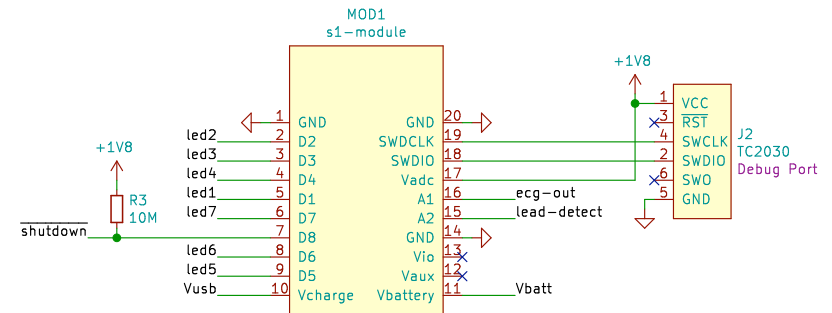 MOD1
s1-module
+1V8
1 GND GND 20
led2 2 D2 SWDCLK 19
led3 3 D3 SWDIO 18
led4 4 D4 Vadc 17
led1 5 D1 A1 16 ecg-out
led7 6 D7 A2 15 lead-detect
shutdown 7 D8 GND 14
led6 8 D6 Vio 13
led5 9 D5 Vaux 12
Vusb 10 Vcharge Vbattery 11 Vbatt
+1V8
R3
10M
1 VCC
3 RST
4 SWCLK
2 SWDIO
6 SWO
5 GND
J2
TC2030
Debug Port